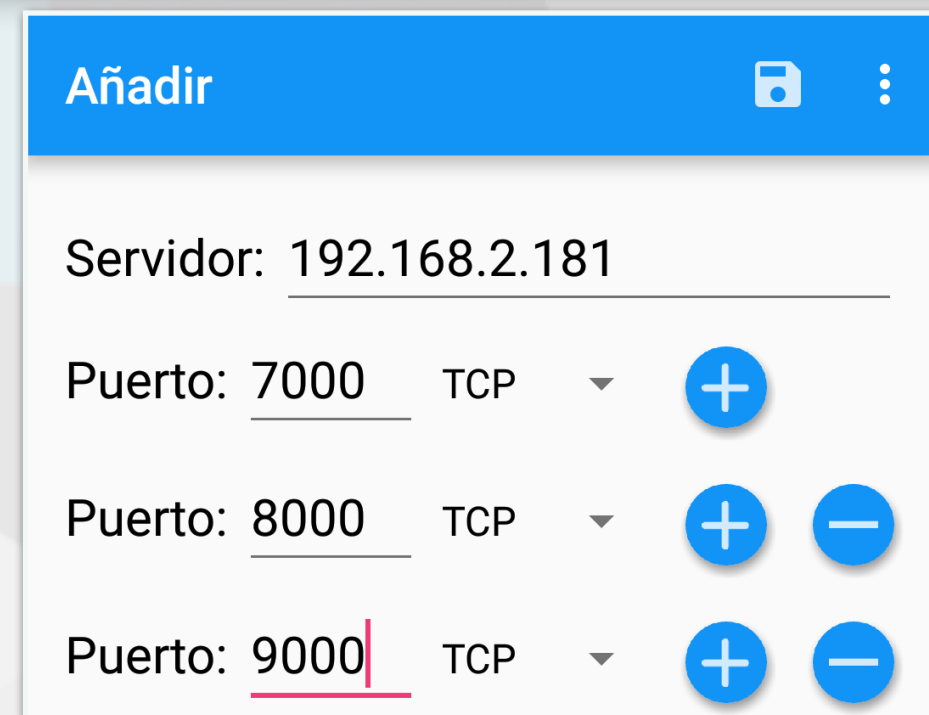 Añadir
Servidor: 192.168.2.181
Puerto: 7000 TCP
Puerto: 8000 TCP
Puerto: 9000 TCP